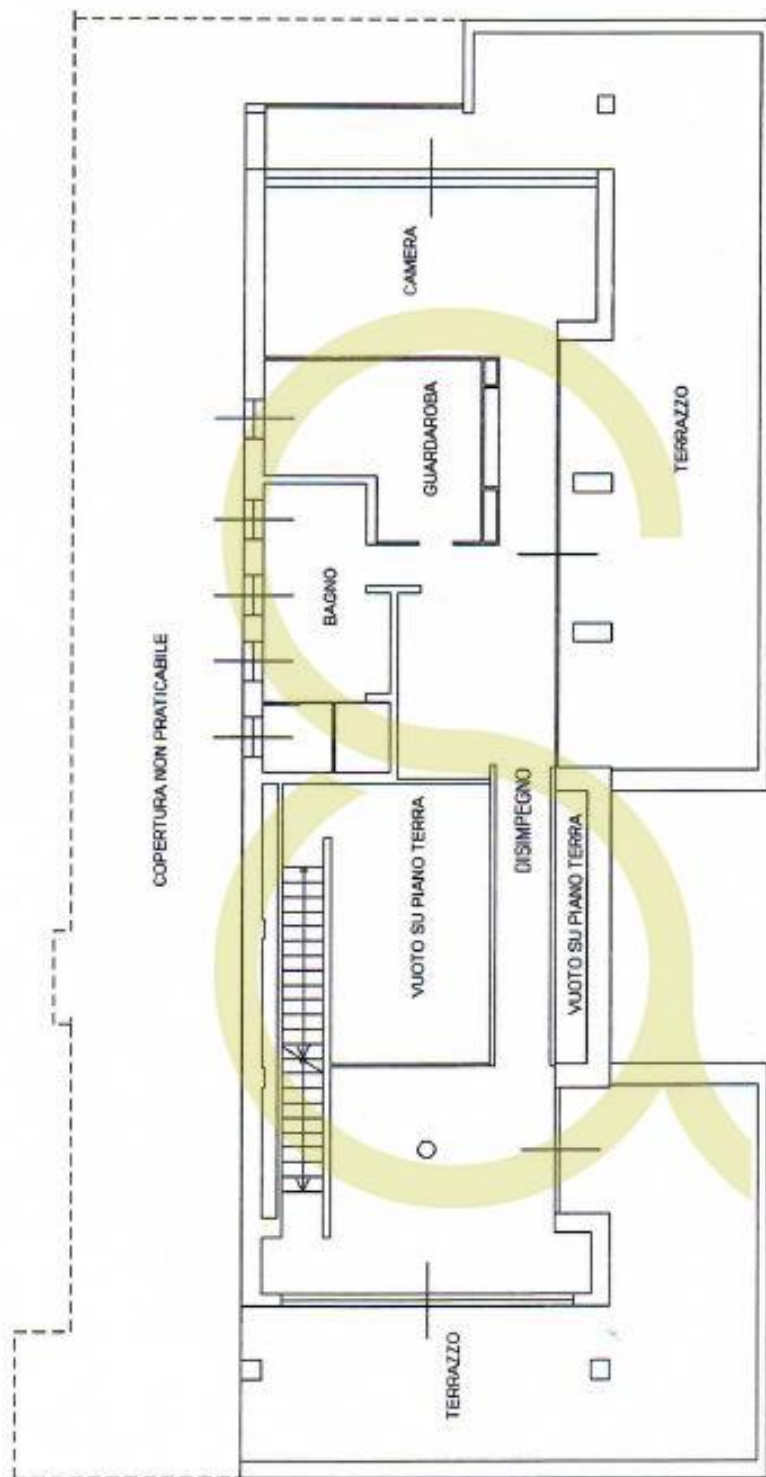 COPERTURA NON PRATICABILE
TERRAZZO
VUOTO SU PIANO TERRA
BAGNO
GUARDAROBA
CAMERA
DISIMPEGNO
VUOTO SU PIANO TERRA
TERRAZZO